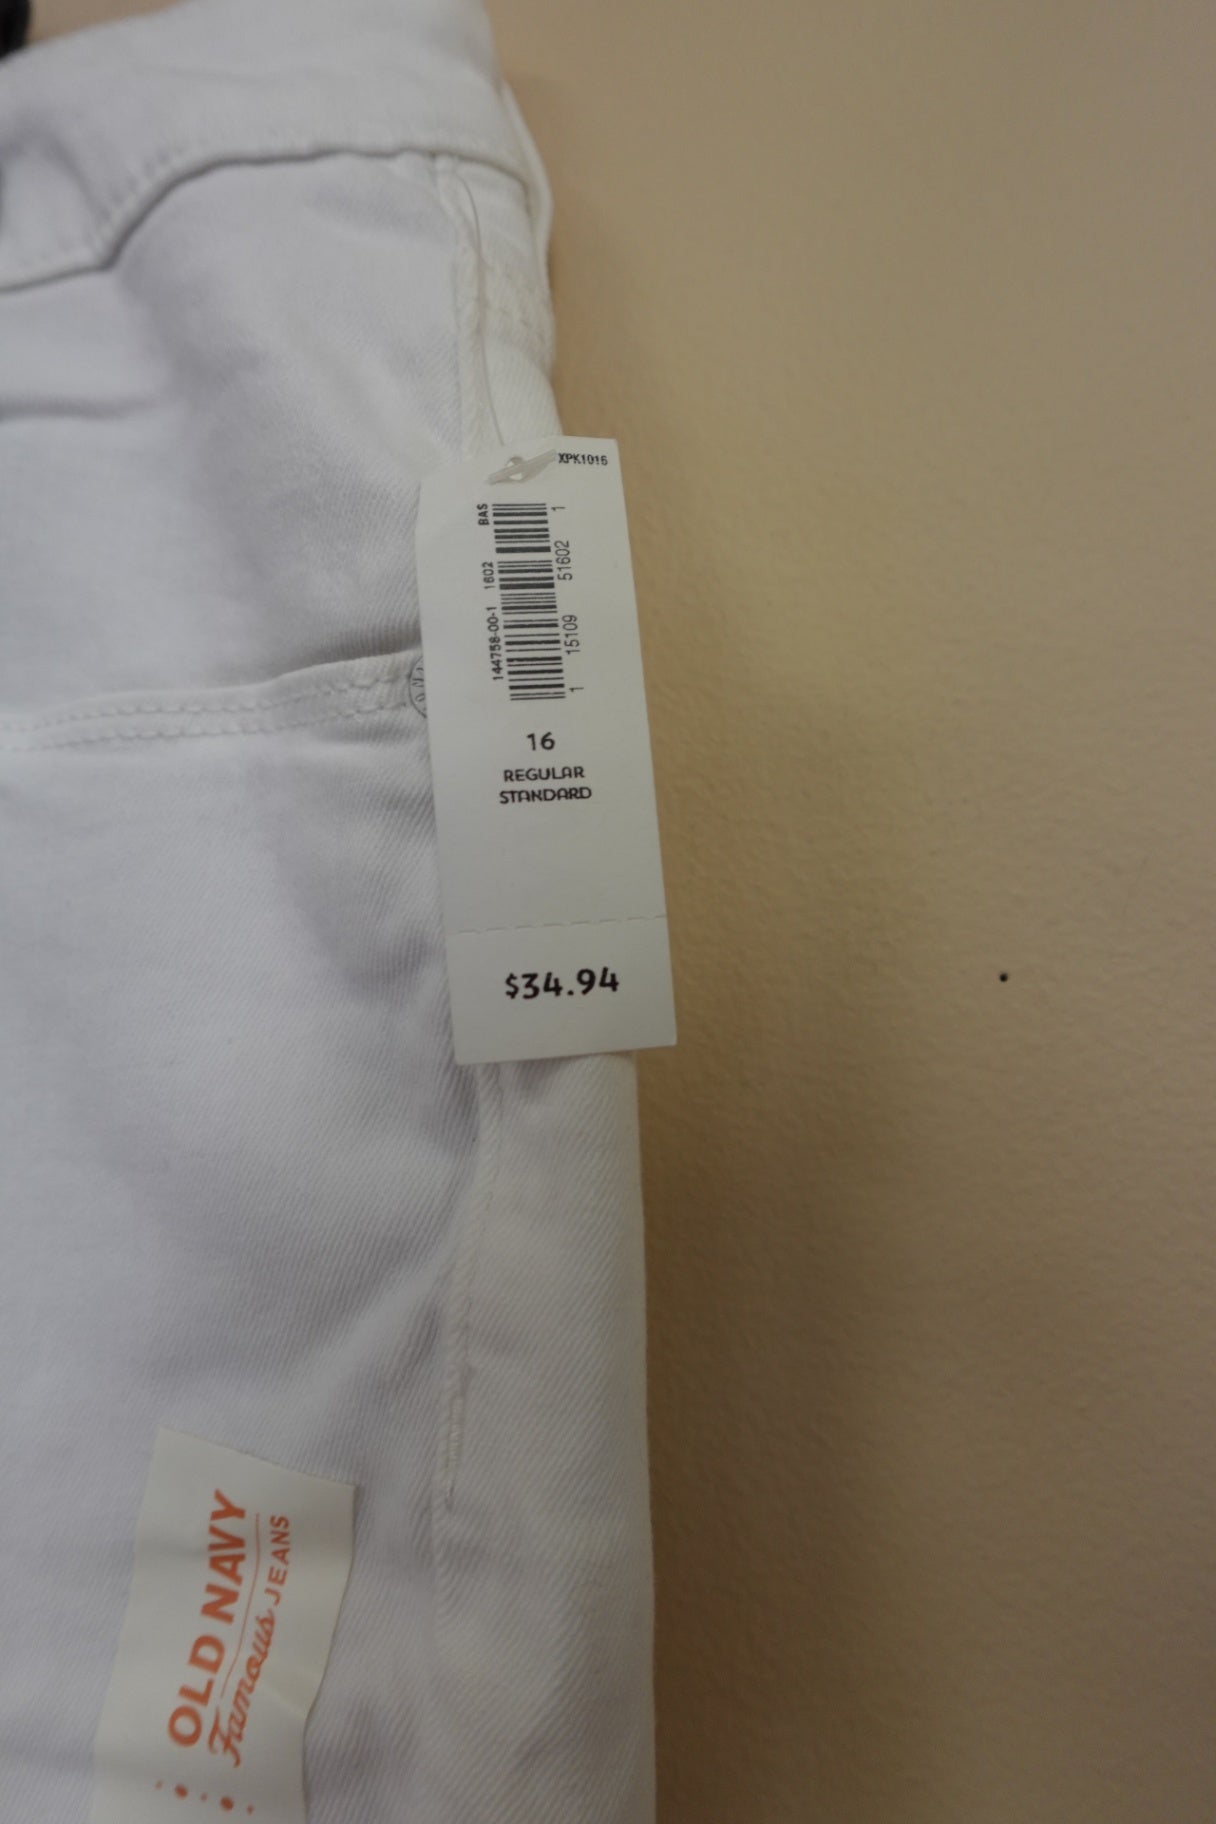 XPK1016
BAS
144758-00-1 1602
1 15109 51602 1
16
REGULAR
STANDARD
$34.94
OLD NAVY
Famous JEANS